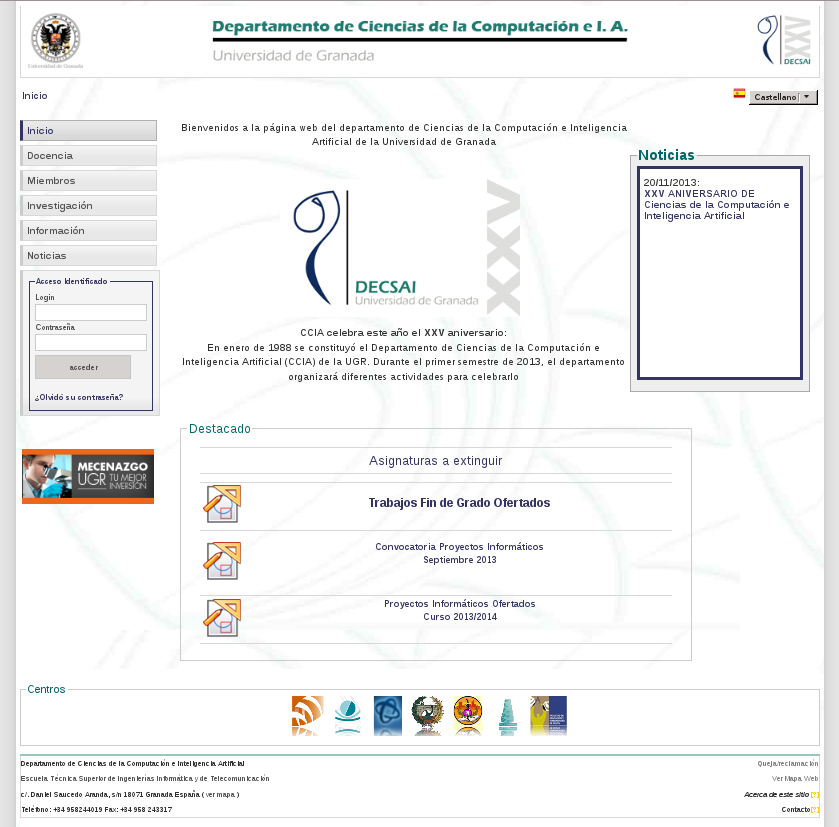 Departamento de Ciencias de la Computación e I. A.
Universidad de Granada
Universidad de Granada
DECSAI
XXV
Inicio
Castellano
Inicio
Docencia
Miembros
Investigación
Información
Noticias
Acceso Identificado
Login
Contraseña
acceder
¿Olvidó su contraseña?
MECENAZGO
UGR TU MEJOR
INVERSIÓN
Bienvenidos a la página web del departamento de Ciencias de la Computación e Inteligencia
Artificial de la Universidad de Granada
DECSAI
Universidad de Granada
XXV
CCIA celebra este año el XXV aniversario:
En enero de 1988 se constituyó el Departamento de Ciencias de la Computación e
Inteligencia Artificial (CCIA) de la UGR. Durante el primer semestre de 2013, el departamento
organizará diferentes actividades para celebrarlo
Noticias
20/11/2013:
XXV ANIVERSARIO DE
Ciencias de la Computación e
Inteligencia Artificial
Destacado
Asignaturas a extinguir
Trabajos Fin de Grado Ofertados
Convocatoria Proyectos Informáticos
Septiembre 2013
Proyectos Informáticos Ofertados
Curso 2013/2014
Centros
Departamento de Ciencias de la Computación e Inteligencia Artificial
Queja/reclamación
Escuela Técnica Superior de Ingenierías Informática y de Telecomunicación
Ver Mapa Web
c/. Daniel Saucedo Aranda, s/n 18071 Granada España ( ver mapa )
Acerca de este sitio [?]
Teléfono: +34 958244019 Fax: +34 958 243317
Contacto[?]